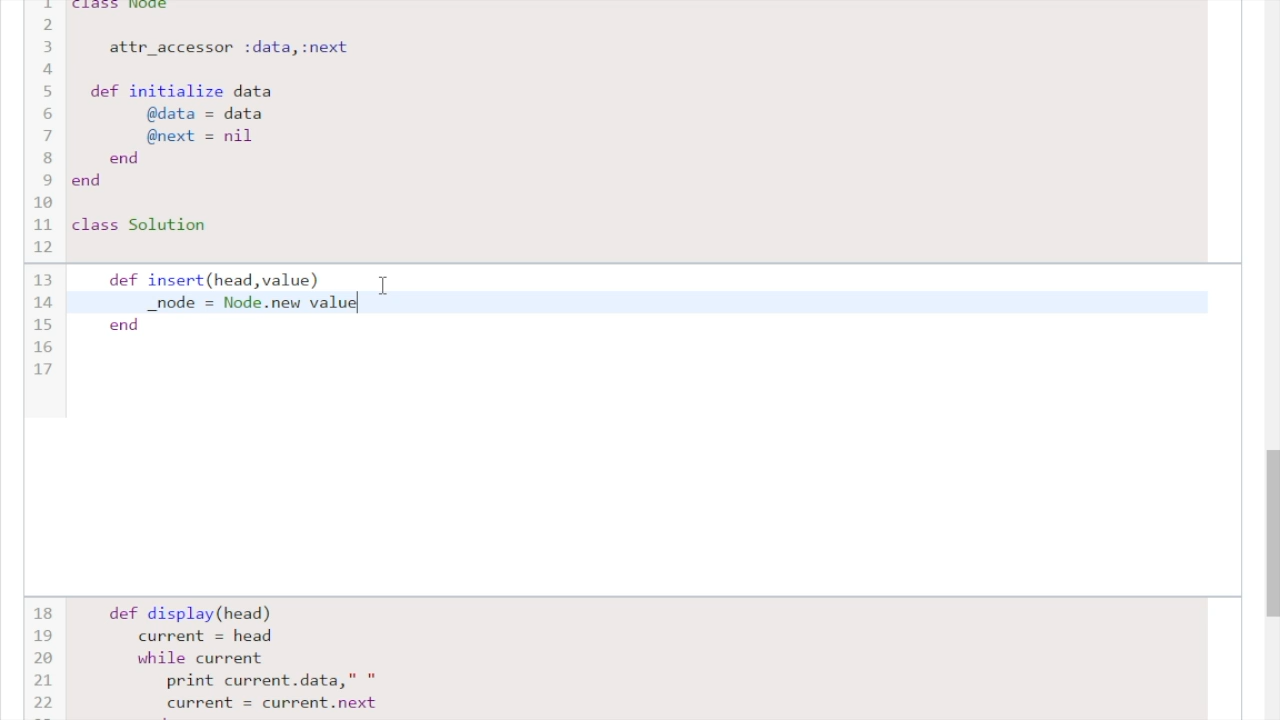 1 class Node
2
3 attr_accessor :data,:next
4
5 def initialize data
6 @data = data
7 @next = nil
8 end
9 end
10
11 class Solution
12
13 def insert(head,value)
14 _node = Node.new value
15 end
16
17
18 def display(head)
19 current = head
20 while current
21 print current.data," "
22 current = current.next